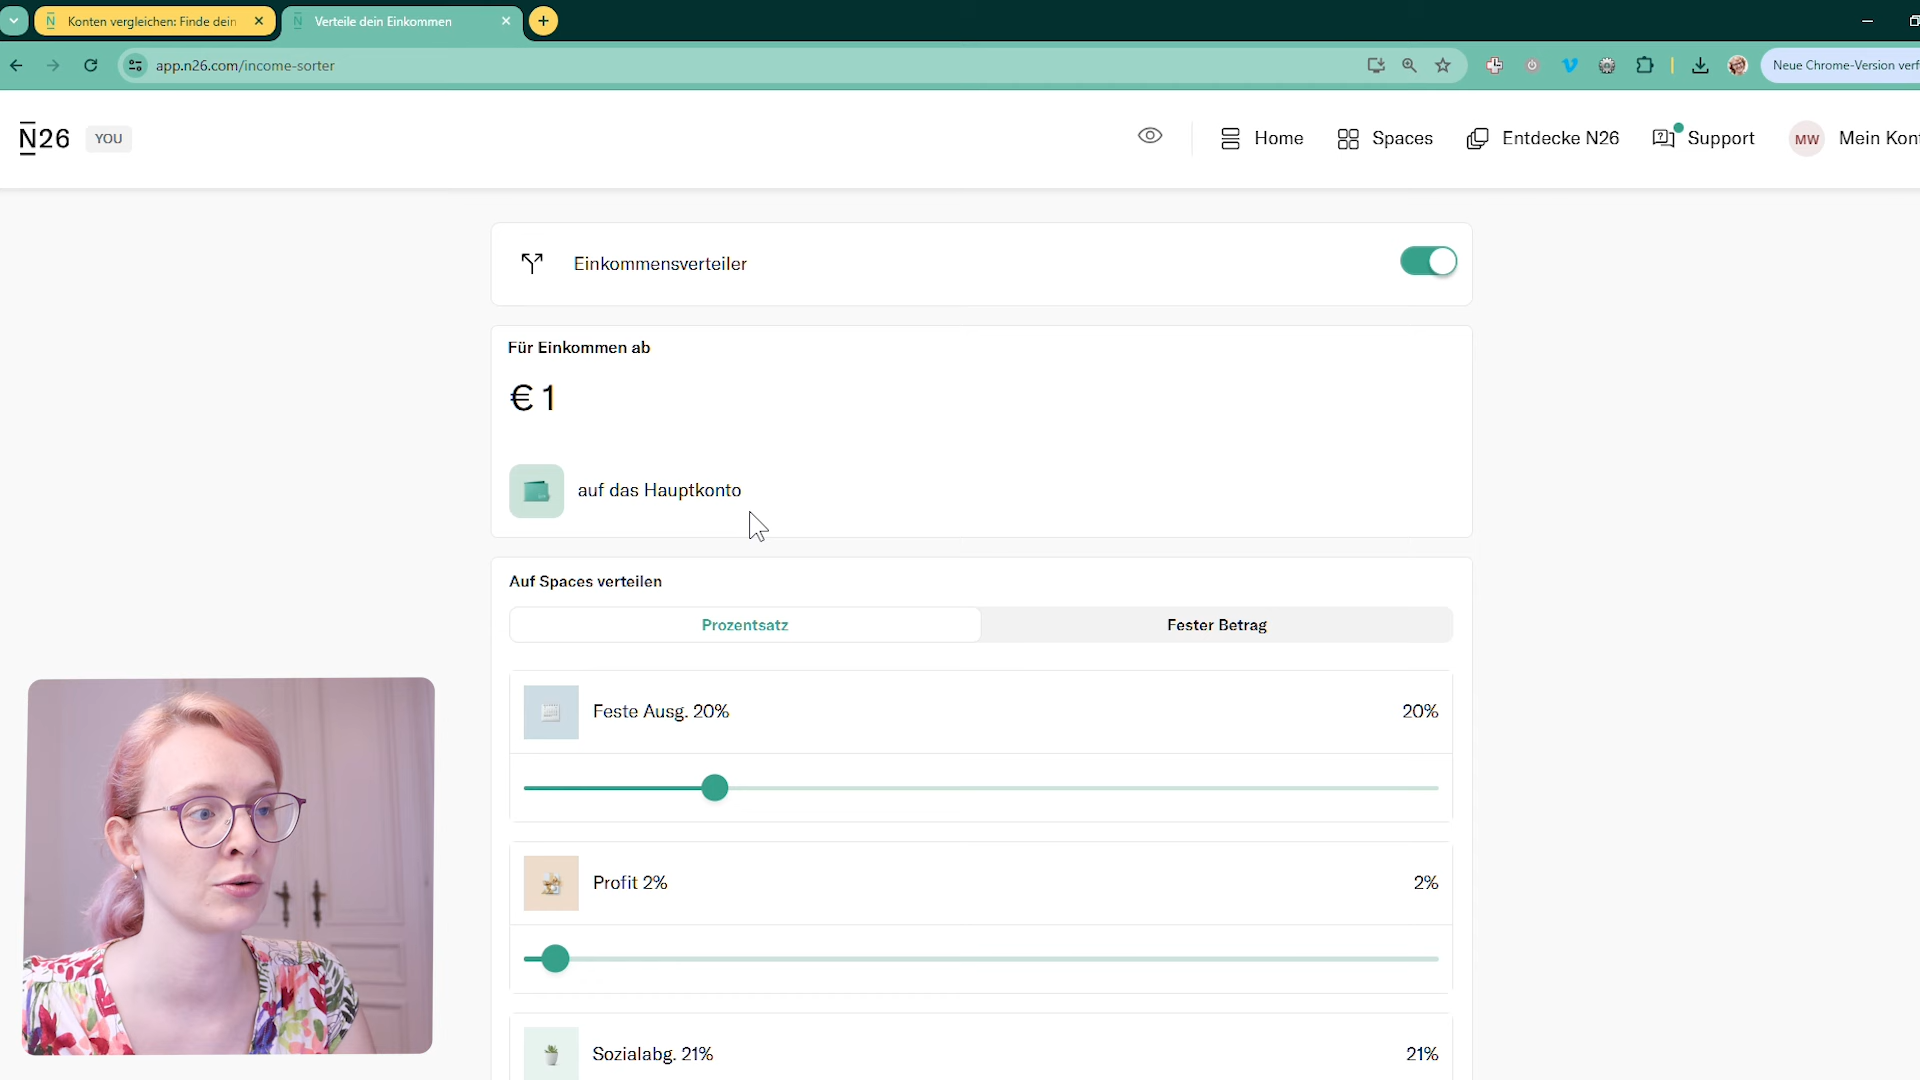 Konten vergleichen: Finde dein
Verteile dein Einkommen
app.n26.com/income-sorter
Neue Chrome-Version verf
N26
YOU
Home
Spaces
Entdecke N26
Support
MW
Mein Kon
Einkommensverteiler
Für Einkommen ab
€ 1
auf das Hauptkonto
Auf Spaces verteilen
Prozentsatz
Fester Betrag
Feste Ausg. 20%
20%
Profit 2%
2%
Sozialabg. 21%
21%